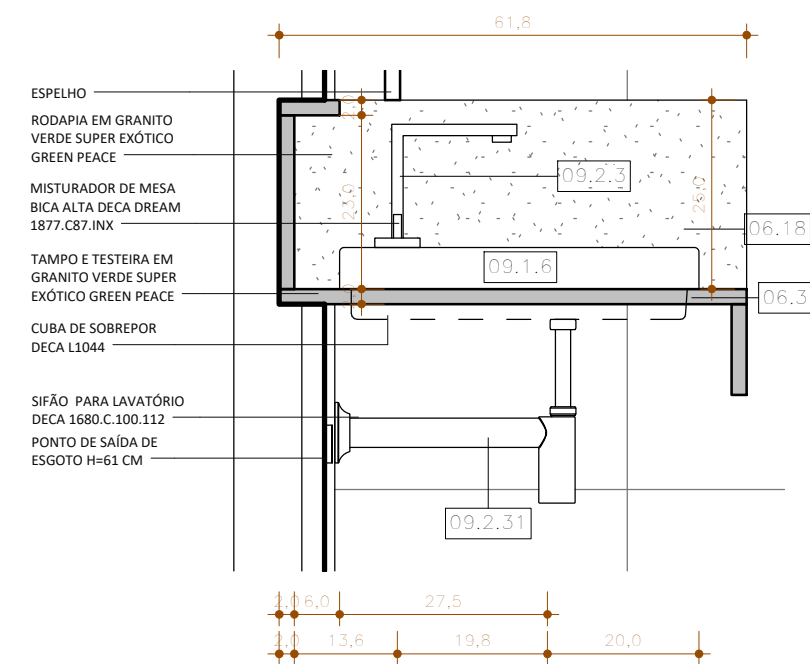 61,8
ESPELHO
RODAPIA EM GRANITO
VERDE SUPER EXÓTICO
GREEN PEACE
MISTURADOR DE MESA
BICA ALTA DECA DREAM
1877.C87.INX
TAMPO E TESTEIRA EM
GRANITO VERDE SUPER
EXÓTICO GREEN PEACE
CUBA DE SOBREPOR
DECA L1044
SIFÃO PARA LAVATÓRIO
DECA 1680.C.100.112
PONTO DE SAÍDA DE
ESGOTO H=61 CM
2,0
23,0
2,0
25,0
09.2.3
06.18
09.1.6
06.3
09.2.31
2,0 6,0 27,5
2,0 13,6 19,8 20,0